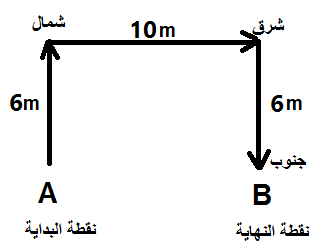 شمال
شرق
10m
6m
6m
جنوب
A
B
نقطة البداية
نقطة النهاية